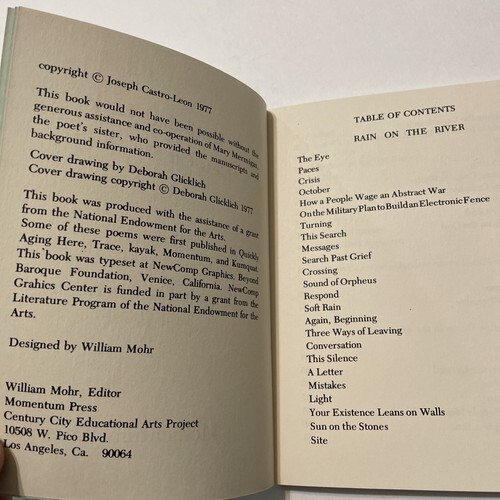 copyright © Joseph Castro-Leon 1977
This book would not have been possible without the
generous assistance and co-operation of Mary Mermigas,
the poet's sister, who provided the manuscripts and
background information.
Cover drawing by Deborah Glicklich
Cover drawing copyright © Deborah Glicklich 1977
This book was produced with the assistance of a grant
from the National Endowment for the Arts.
Some of these poems were first published in Quickly
Aging Here, Trace, kayak, Momentum, and Kumquat.
This book was typeset at NewComp Graphics. Beyond
Baroque Foundation, Venice, California. NewComp
Grahics Center is funded in part by a grant from the
Literature Program of the National Endowment for the
Arts.
Designed by William Mohr
William Mohr, Editor
Momentum Press
Century City Educational Arts Project
10508 W. Pico Blvd.
Los Angeles, Ca. 90064
TABLE OF CONTENTS
RAIN ON THE RIVER
The Eye
Paces
Crisis
October
How a People Wage an Abstract War
On the Military Plan to Build an Electronic Fence
Turning
This Search
Messages
Search Past Grief
Crossing
Sound of Orpheus
Respond
Soft Rain
Again, Beginning
Three Ways of Leaving
Conversation
This Silence
A Letter
Mistakes
Light
Your Existence Leans on Walls
Sun on the Stones
Site